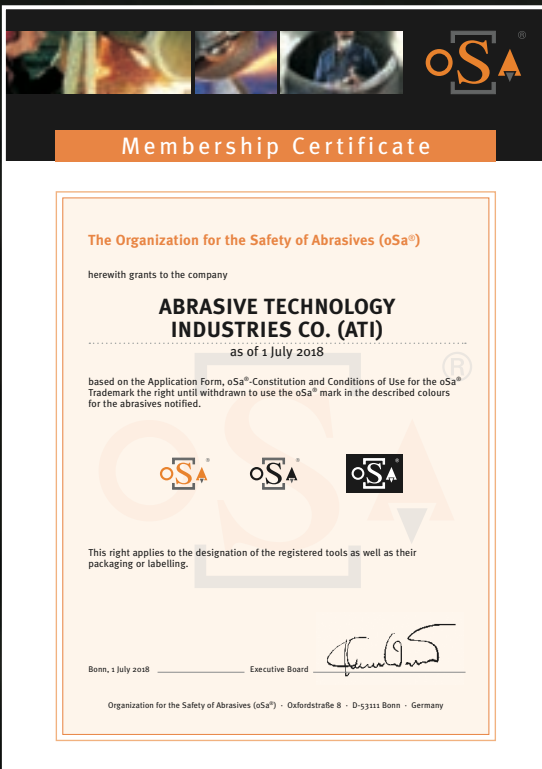 oSa®
Membership Certificate
The Organization for the Safety of Abrasives (oSa®)
herewith grants to the company
ABRASIVE TECHNOLOGY
INDUSTRIES CO. (ATI)
as of 1 July 2018
based on the Application Form, oSa®-Constitution and Conditions of Use for the oSa®
Trademark the right until withdrawn to use the oSa® mark in the described colours
for the abrasives notified.
oSa® oSa® oSa®
This right applies to the designation of the registered tools as well as their
packaging or labelling.
Bonn, 1 July 2018 Executive Board
Organization for the Safety of Abrasives (oSa®) · Oxfordstraße 8 · D-53111 Bonn · Germany